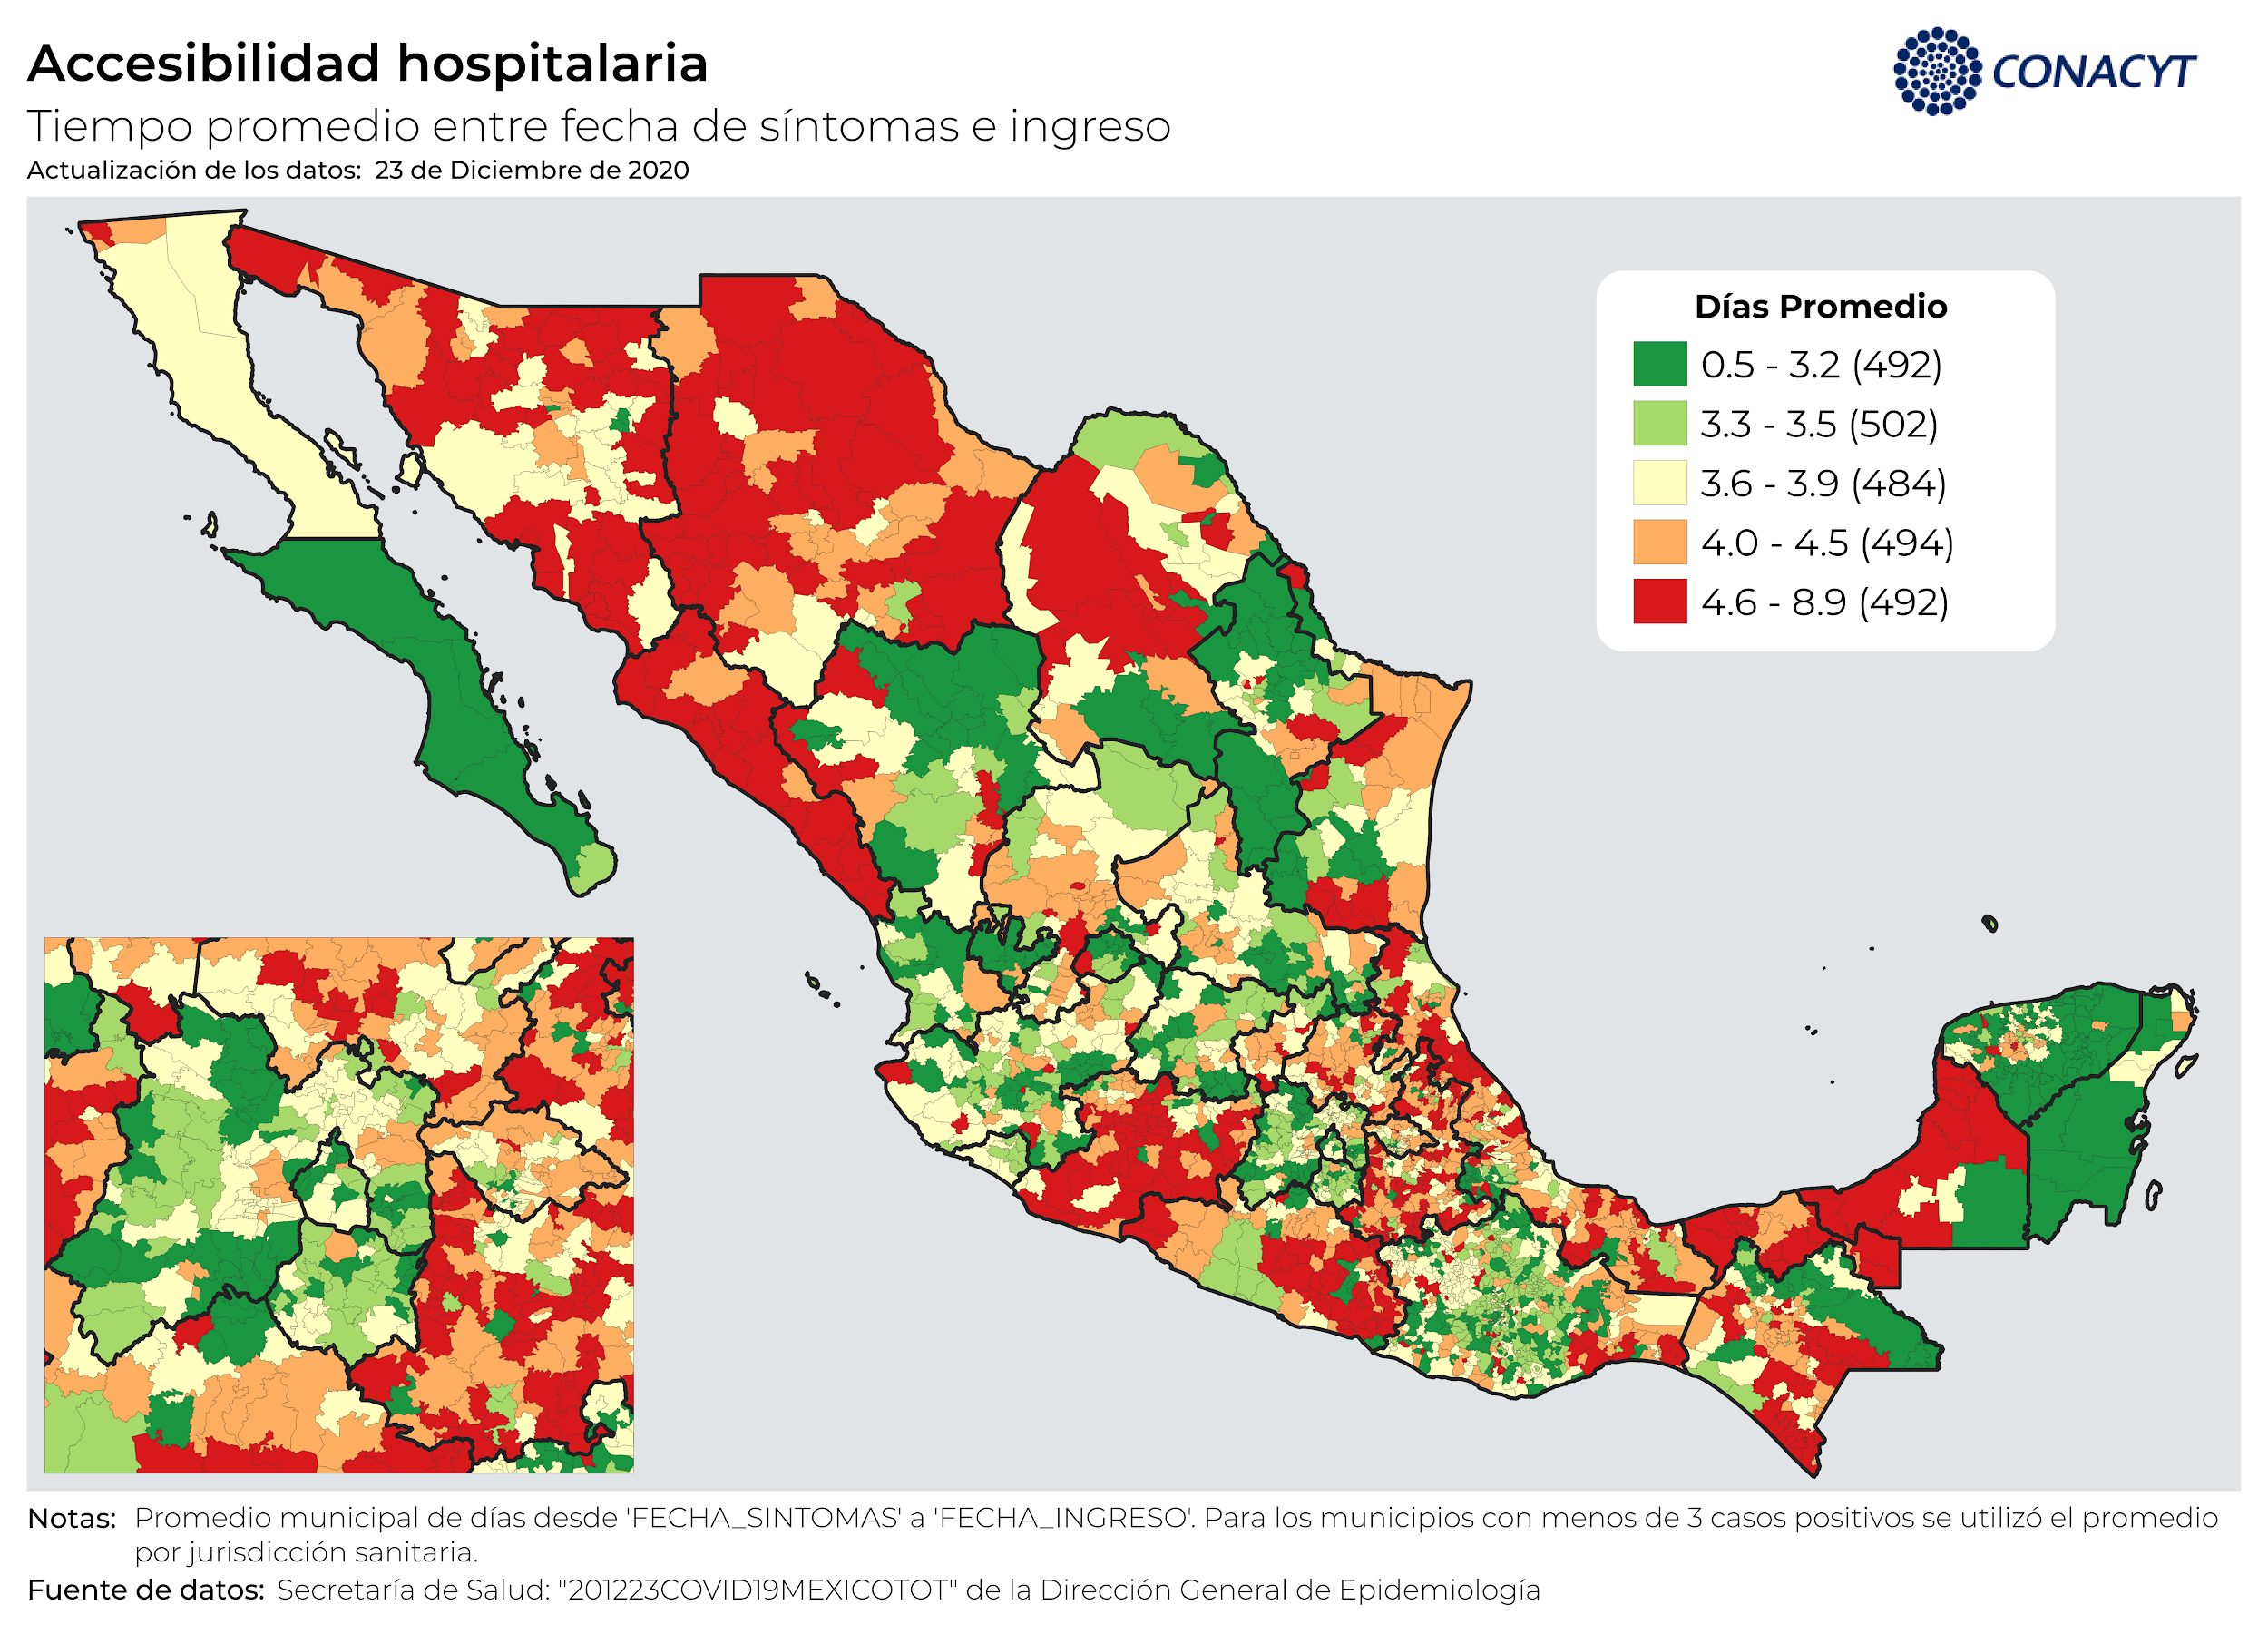 Accesibilidad hospitalaria
CONACYT
Tiempo promedio entre fecha de síntomas e ingreso
Actualización de los datos: 23 de Diciembre de 2020
Días Promedio
0.5 - 3.2 (492)
3.3 - 3.5 (502)
3.6 - 3.9 (484)
4.0 - 4.5 (494)
4.6 - 8.9 (492)
Notas: Promedio municipal de días desde 'FECHA_SINTOMAS' a 'FECHA_INGRESO'. Para los municipios con menos de 3 casos positivos se utilizó el promedio
por jurisdicción sanitaria.
Fuente de datos: Secretaría de Salud: "201223COVID19MEXICOTOT" de la Dirección General de Epidemiología